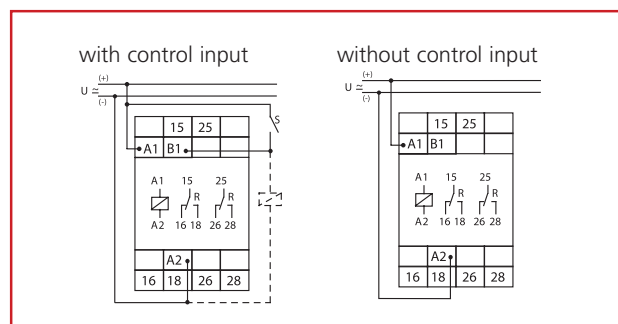 with control input
(+)
U ≂
(-)
S
15 25
A1 B1
A1 15 25
R R
A2 16 18 26 28
A2
16 18 26 28
without control input
(+)
U ≂
(-)
15 25
A1 B1
A1 15 25
R R
A2 16 18 26 28
A2
16 18 26 28